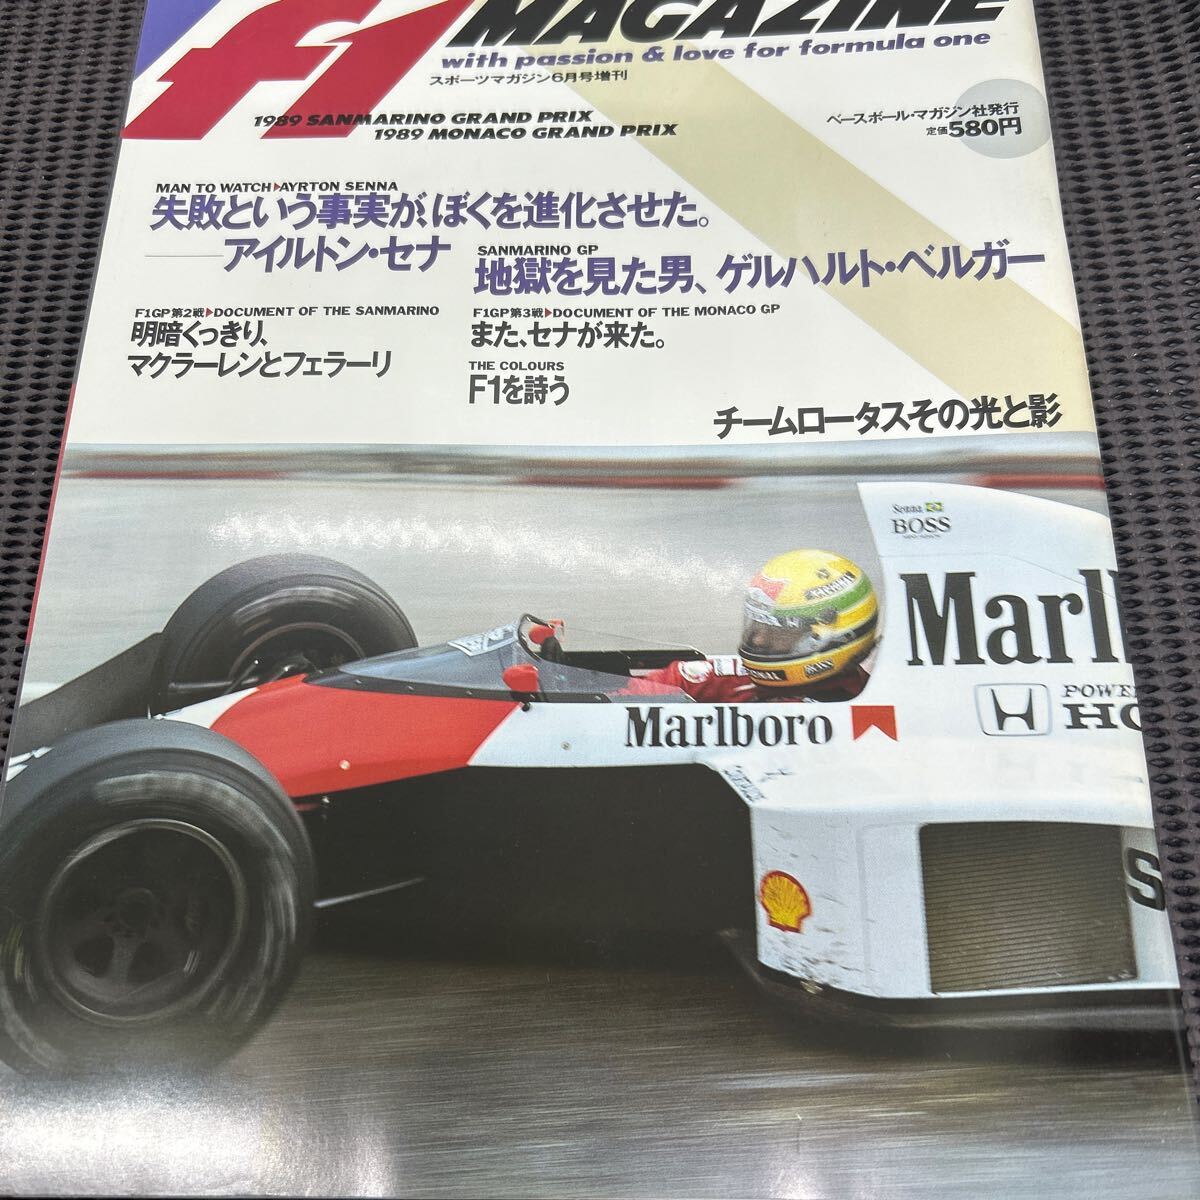 f1 MAGAZINE
with passion & love for formula one
スポーツマガジン6月号増刊
1989 SANMARINO GRAND PRIX
1989 MONACO GRAND PRIX
ベースボール・マガジン社発行
定価580円
MAN TO WATCH▶AYRTON SENNA
失敗という事実が、ぼくを進化させた。
――アイルトン・セナ
SANMARINO GP
地獄を見た男、ゲルハルト・ベルガー
F1GP第2戦▶DOCUMENT OF THE SANMARINO
明暗くっきり、
マクラーレンとフェラーリ
F1GP第3戦▶DOCUMENT OF THE MONACO GP
また、セナが来た。
THE COLOURS
F1を詩う
チームロータスその光と影
Senna
BOSS
Marl
POWER
HO
Marlboro
S